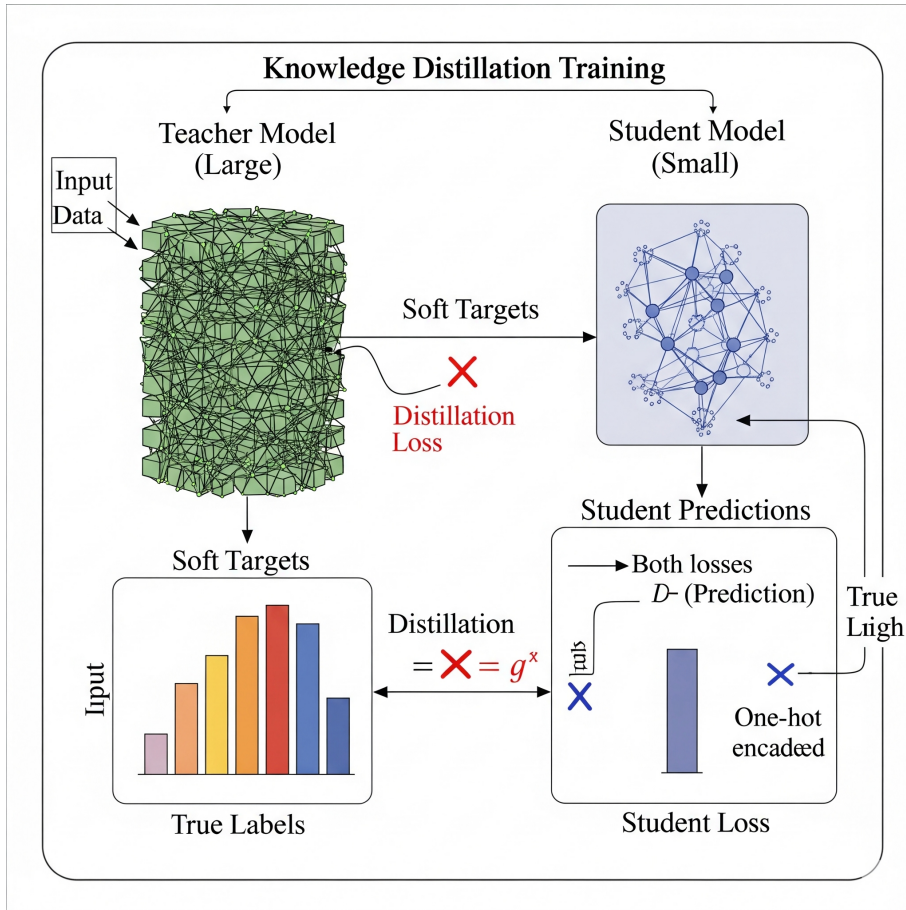 Knowledge Distillation Training
Teacher Model
(Large)
Student Model
(Small)
Input
Data
Soft Targets
Distillation
Loss
Soft Targets
Student Predictions
Both losses
D- (Prediction)
True
Distillation
= × = gˣ
Input
One-hot
encadeed
True Labels
Student Loss